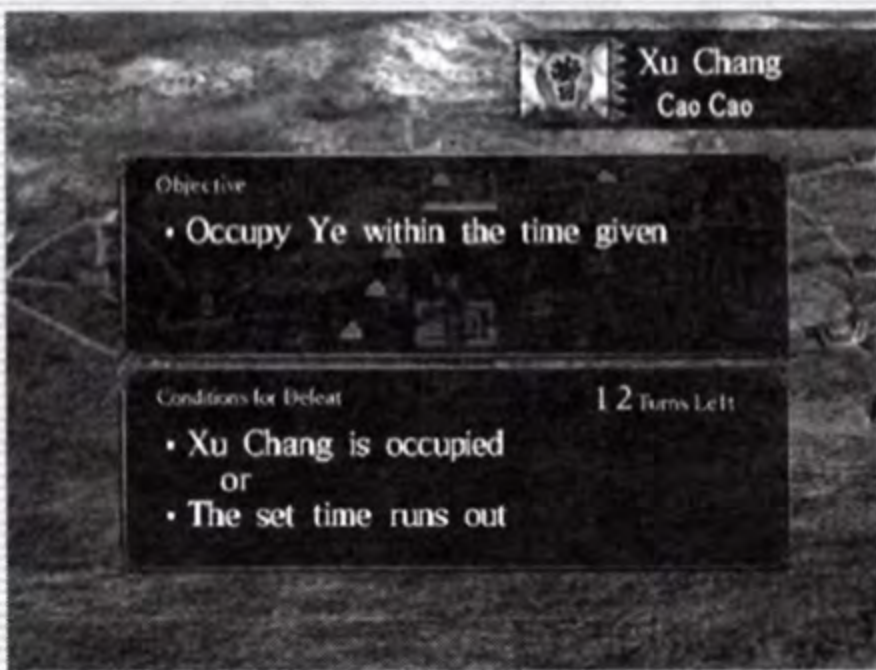 Xu Chang
Cao Cao
Objective
· Occupy Ye within the time given
Conditions for Defeat
12 Turns Left
· Xu Chang is occupied
or
· The set time runs out